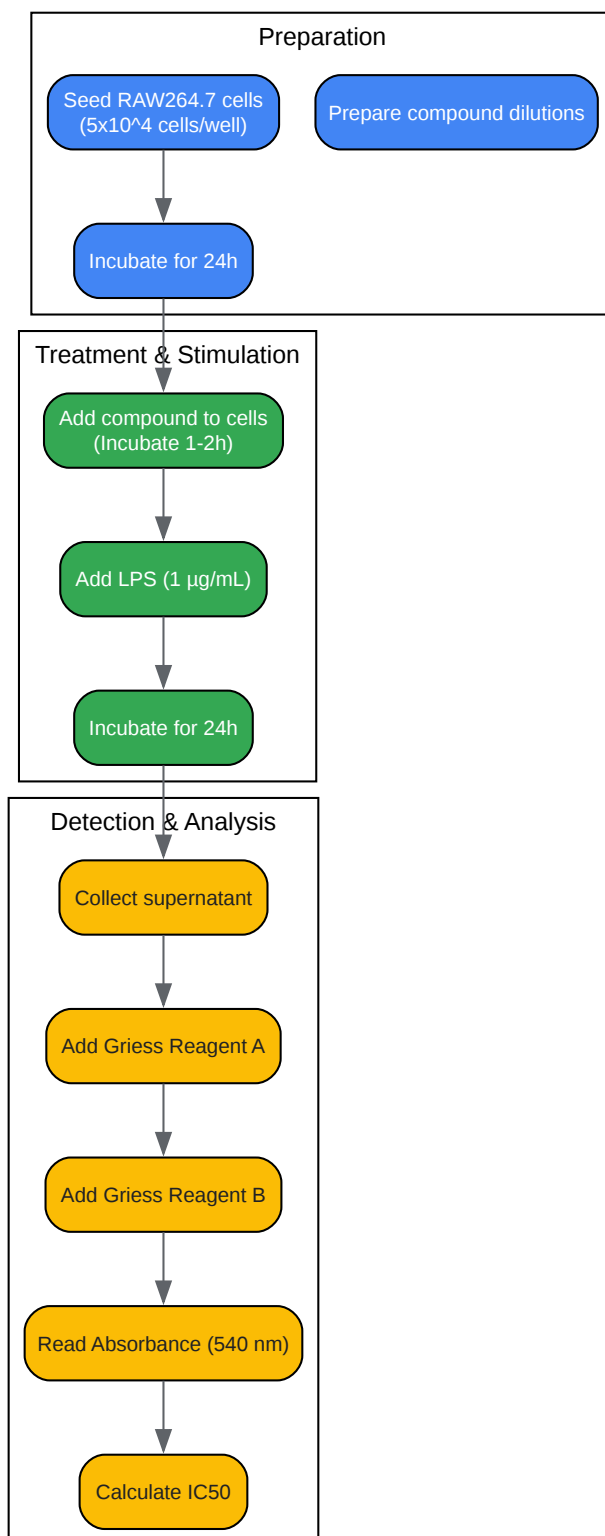 Preparation
Seed RAW264.7 cells
(5x10^4 cells/well)
Prepare compound dilutions
Incubate for 24h
Treatment & Stimulation
Add compound to cells
(Incubate 1-2h)
Add LPS (1 µg/mL)
Incubate for 24h
Detection & Analysis
Collect supernatant
Add Griess Reagent A
Add Griess Reagent B
Read Absorbance (540 nm)
Calculate IC50